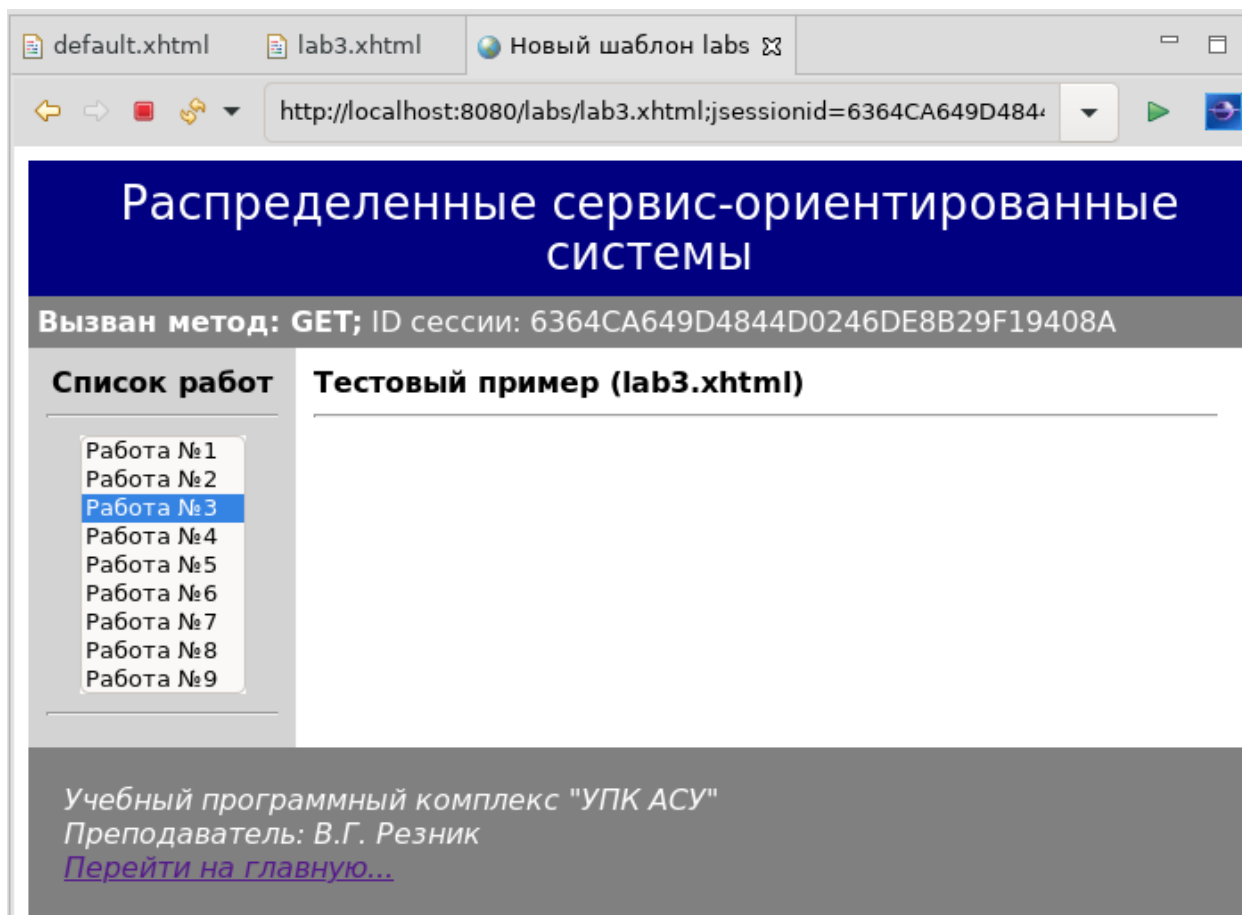 default.xhtml lab3.xhtml Новый шаблон labs
http://localhost:8080/labs/lab3.xhtml;jsessionid=6364CA649D484
Распределенные сервис-ориентированные
системы
Вызван метод: GET; ID сессии: 6364CA649D4844D0246DE8B29F19408A
Список работ
Работа №1
Работа №2
Работа №3
Работа №4
Работа №5
Работа №6
Работа №7
Работа №8
Работа №9
Тестовый пример (lab3.xhtml)
Учебный программный комплекс "УПК АСУ"
Преподаватель: В.Г. Резник
Перейти на главную...